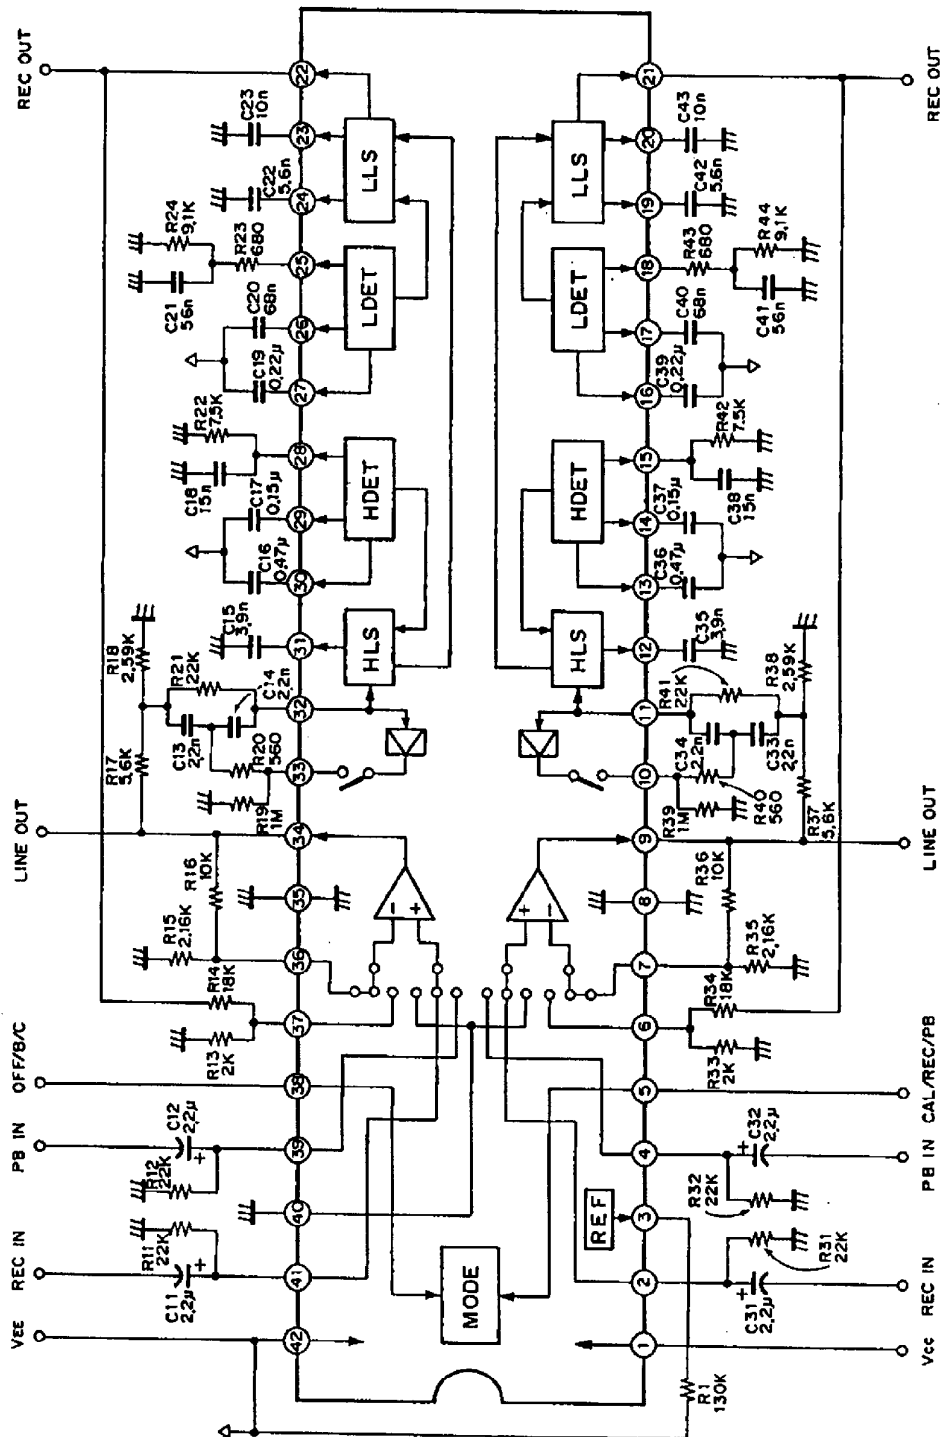 REC OUT
LINE OUT
OFF/B/C
PB IN
REC IN
VEE
C23
10n
C22
5.6n
R24
9.1K
R23
680
C21
56n
C20
68n
C19
0.22μ
R22
7.5K
C18
15n
C17
0.15μ
C16
0.47μ
C15
3.9n
R18
2.59K
R21
22K
C14
2.2n
C13
2.2n
R17
5.6K
R20
560
R19
1M
R16
10K
R15
2.16K
R14
18K
R13
2K
C12
2.2μ
R12
22K
R11
22K
C11
2.2μ
22
23
24
25
26
27
28
29
30
31
32
33
34
35
36
37
38
39
40
41
42
LLS
LDET
HDET
HLS
MODE
REF
LLS
LDET
HDET
HLS
- +
+ -
21
20
19
18
17
16
15
14
13
12
11
10
9
8
7
6
5
4
3
2
1
C43
10n
C42
5.6n
R44
9.1K
R43
680
C41
56n
C40
68n
C39
0.22μ
R42
7.5K
C38
15n
C37
0.15μ
C36
0.47μ
C35
3.9n
R38
2.59K
R41
22K
C34
2.2n
C33
2.2n
R40
560
R39
1M
R37
5.6K
R36
10K
R35
2.16K
R34
18K
R33
2K
C32
2.2μ
R32
22K
R31
22K
C31
2.2μ
R1
130K
REC OUT
LINE OUT
CAL/REC/PB
PB IN
REC IN
Vcc